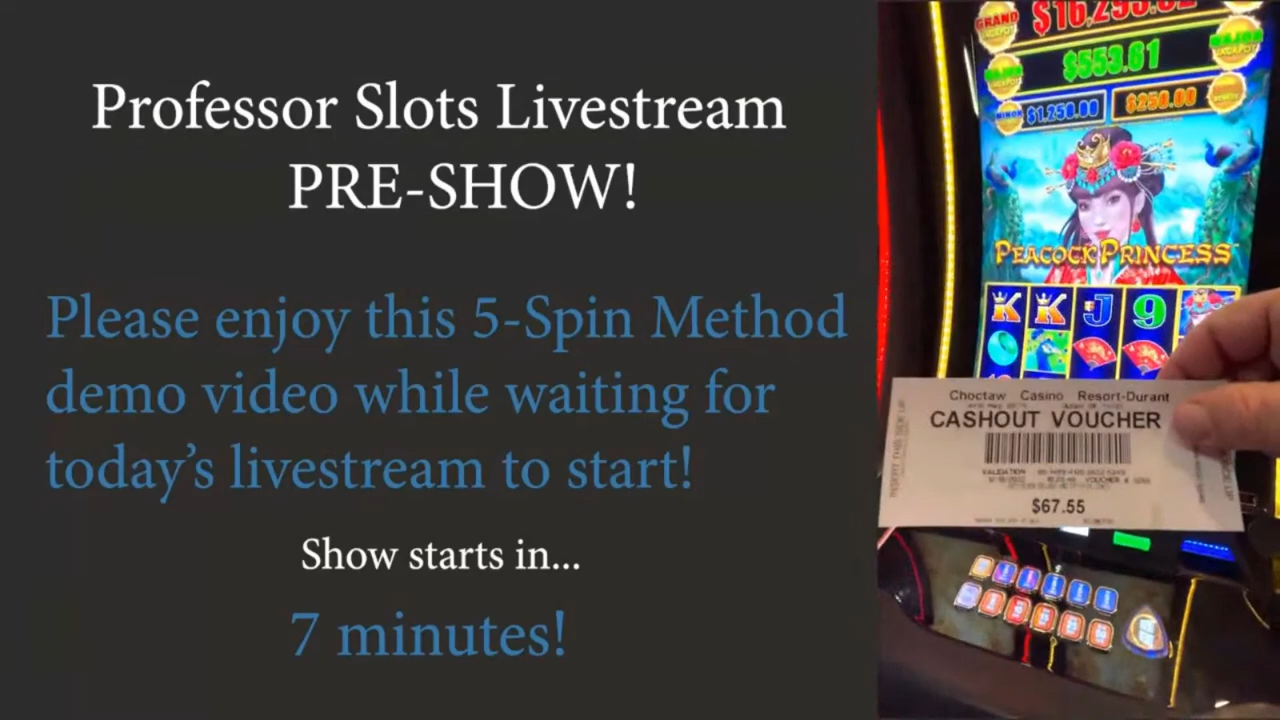 Professor Slots Livestream
PRE-SHOW!
Please enjoy this 5-Spin Method
demo video while waiting for
today's livestream to start!
Show starts in...
7 minutes!
GRAND
$553.61
MINOR $1,250.00 $250.00
PEACOCK PRINCESS
K K J 9
Choctaw Casino Resort-Durant
CASHOUT VOUCHER
VALIDATION
$67.55